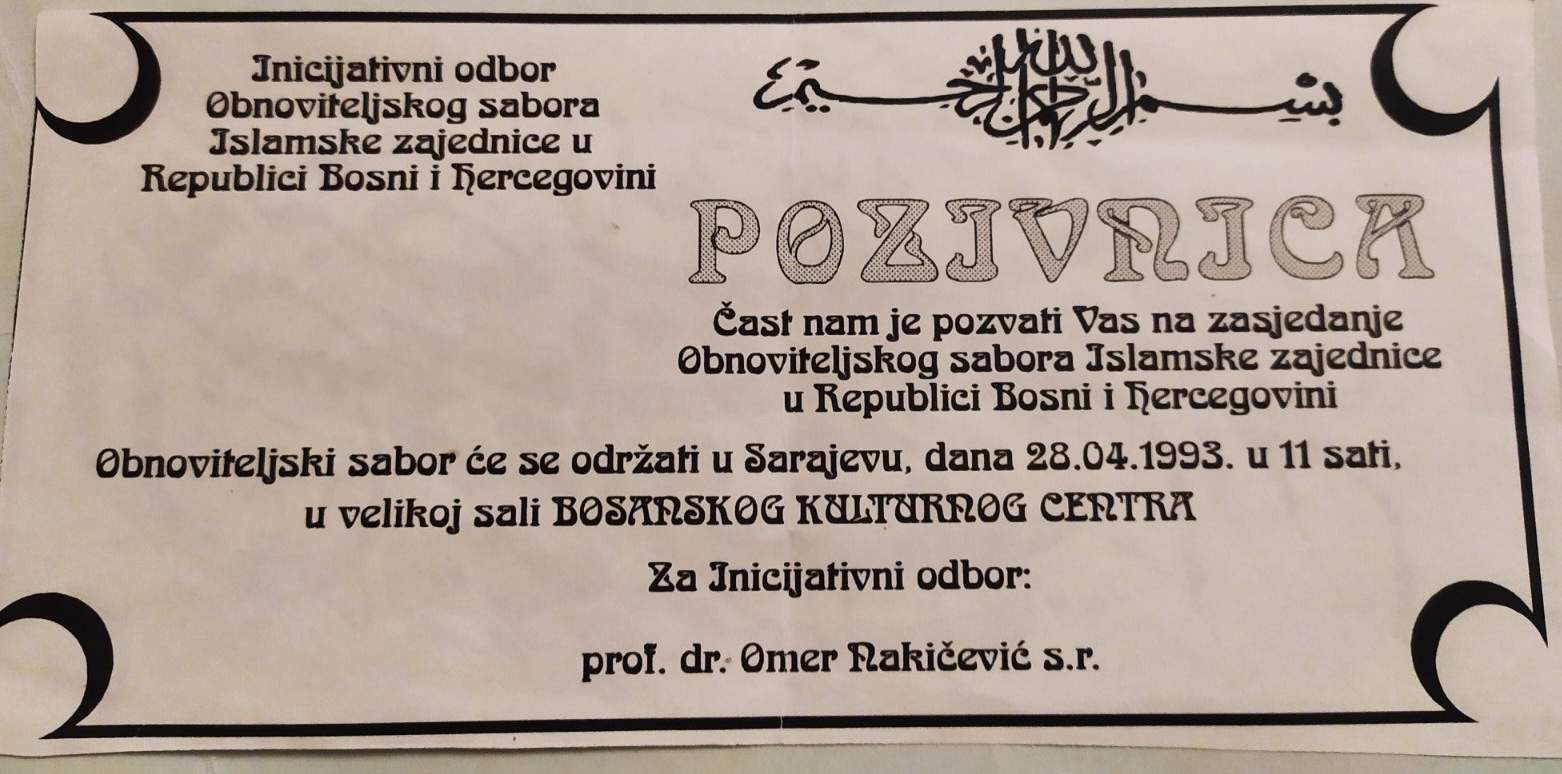 Inicijativni odbor
Obnoviteljskog sabora
Islamske zajednice u
Republici Bosni i Hercegovini
بسم الله الرحمن الرحيم
POZIVNICA
Čast nam je pozvati Vas na zasjedanje
Obnoviteljskog sabora Islamske zajednice
u Republici Bosni i Hercegovini
Obnoviteljski sabor će se održati u Sarajevu, dana 28.04.1993. u 11 sati,
u velikoj sali BOSANSKOG KULTURNOG CENTRA
Za Inicijativni odbor:
prof. dr. Omer Nakičević s.r.